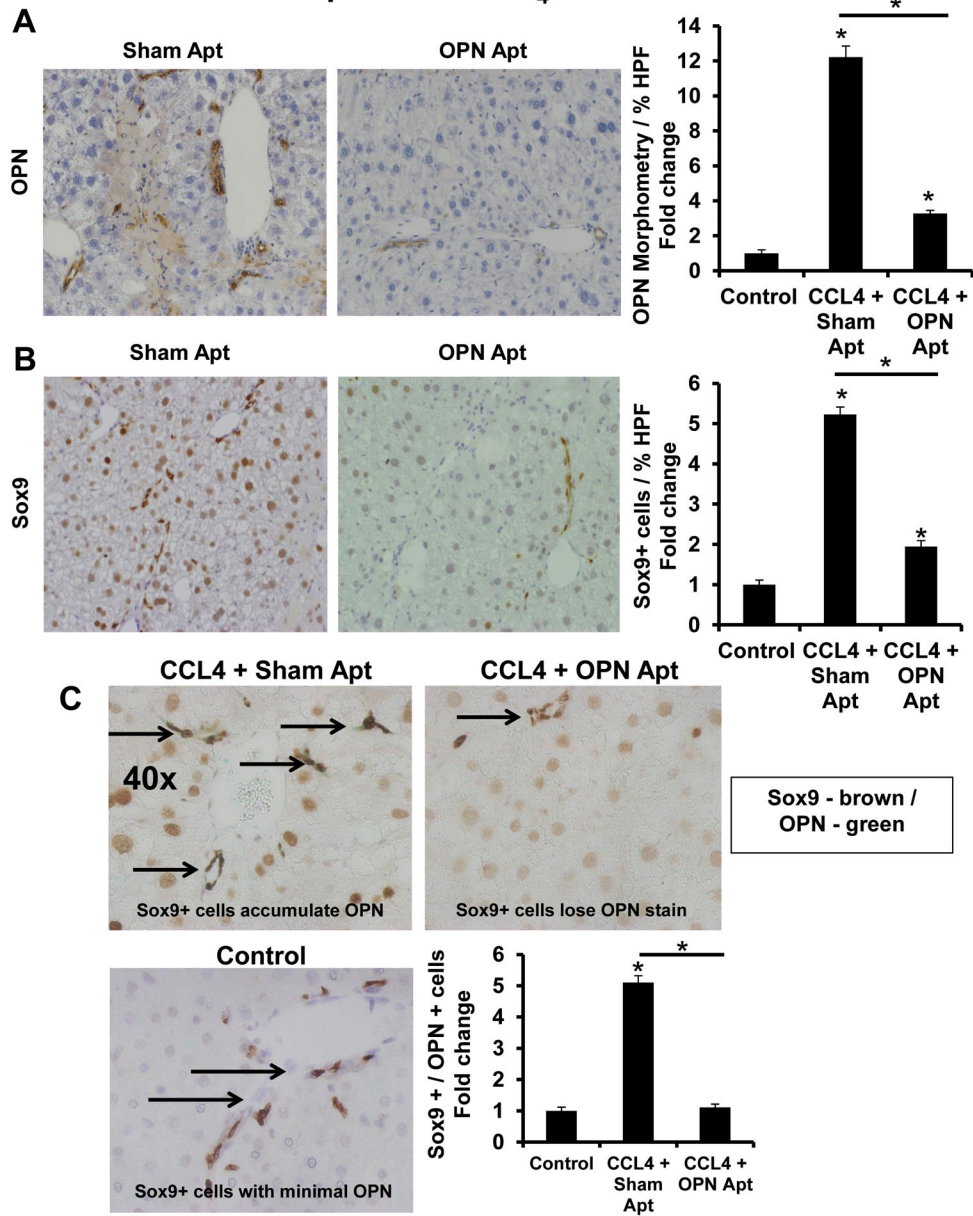 A
Sham Apt
OPN Apt
OPN
OPN Morphometry / % HPF
Fold change
14
12
10
8
6
4
2
0
*
*
*
Control
CCL4 +
Sham
Apt
CCL4 +
OPN
Apt
B
Sham Apt
OPN Apt
Sox9
Sox9+ cells / % HPF
Fold change
6
5
4
3
2
1
0
*
*
*
Control
CCL4 +
Sham
Apt
CCL4 +
OPN
Apt
C
CCL4 + Sham Apt
CCL4 + OPN Apt
40x
Sox9+ cells accumulate OPN
Sox9+ cells lose OPN stain
Sox9 - brown /
OPN - green
Control
Sox9+ cells with minimal OPN
Sox9 + / OPN + cells
Fold change
6
5
4
3
2
1
0
*
*
Control
CCL4 +
Sham
Apt
CCL4 +
OPN Apt